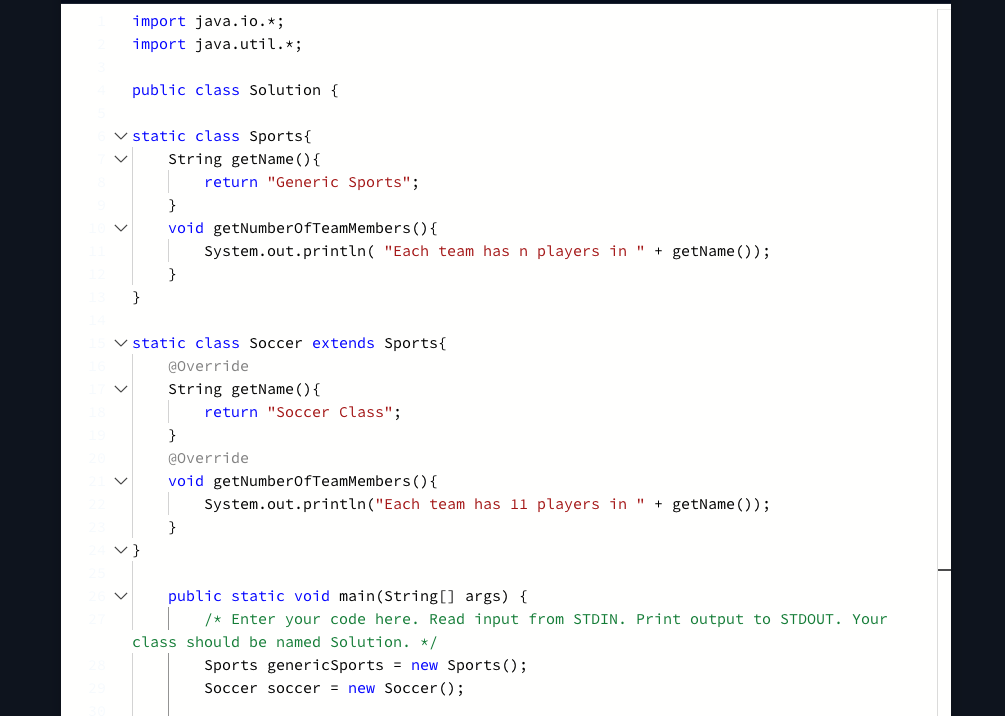 1 import java.io.*;
2 import java.util.*;
3
4 public class Solution {
5
6 static class Sports{
7 String getName(){
8 return "Generic Sports";
9 }
10 void getNumberOfTeamMembers(){
11 System.out.println( "Each team has n players in " + getName());
12 }
13 }
14
15 static class Soccer extends Sports{
16 @Override
17 String getName(){
18 return "Soccer Class";
19 }
20 @Override
21 void getNumberOfTeamMembers(){
22 System.out.println("Each team has 11 players in " + getName());
23 }
24 }
25
26 public static void main(String[] args) {
27 /* Enter your code here. Read input from STDIN. Print output to STDOUT. Your
class should be named Solution. */
28 Sports genericSports = new Sports();
29 Soccer soccer = new Soccer();
30